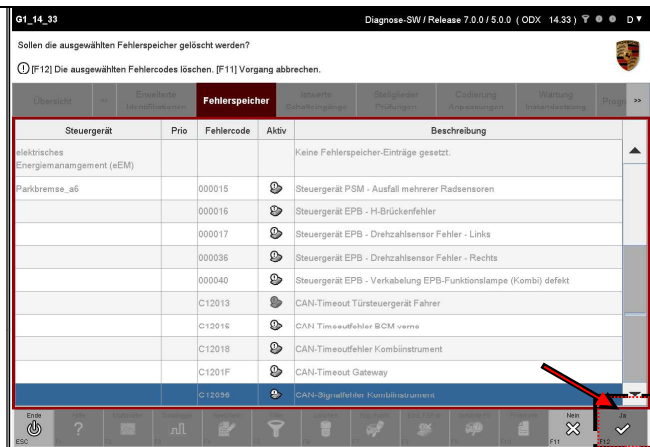 G1_14_33 Diagnose-SW / Release 7.0.0 / 5.0.0 ( ODX 14.33 ) D
Sollen die ausgewählten Fehlerspeicher gelöscht werden?
[F12] Die ausgewählten Fehlercodes löschen. [F11] Vorgang abbrechen.
Übersicht >> Erweiterte Identifikationen Fehlerspeicher Istwerte Schalteingänge Stellglieder Prüfungen Codierung Anpassungen Wartung Instandsetzung Progr >>
Steuergerät Prio Fehlercode Aktiv Beschreibung
elektrisches Keine Fehlerspeicher-Einträge gesetzt.
Energiemanamgement (eEM)
Parkbremse_a6 000015 Steuergerät PSM - Ausfall mehrerer Radsensoren
000016 Steuergerät EPB - H-Brückenfehler
000017 Steuergerät EPB - Drehzahlsensor Fehler - Links
000036 Steuergerät EPB - Drehzahlsensor Fehler - Rechts
000040 Steuergerät EPB - Verkabelung EPB-Funktionslampe (Kombi) defekt
C12013 CAN-Timeout Türsteuergerät Fahrer
C12016 CAN-Timeoutfehler BCM vorne
C12018 CAN-Timeoutfehler Kombiinstrument
C1201F CAN-Timeout Gateway
C12096 CAN-Signalfehler Kombiinstrument
Ende Nein Ja
ESC F11 F12